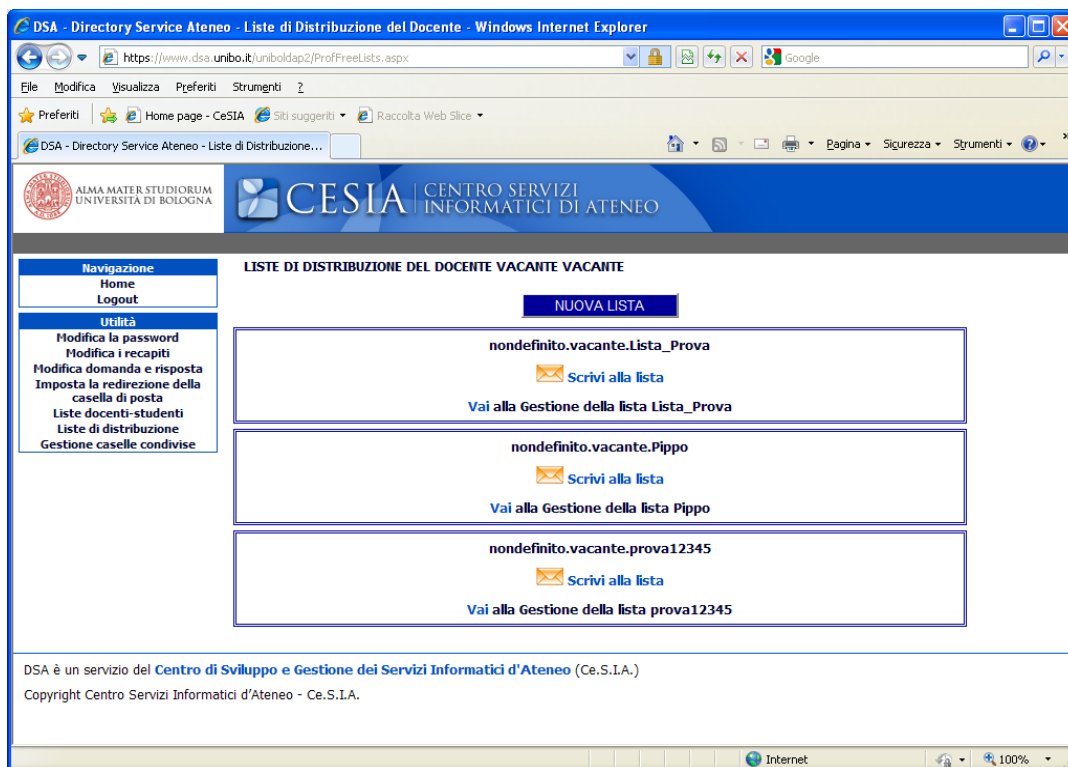 DSA - Directory Service Ateneo - Liste di Distribuzione del Docente - Windows Internet Explorer
https://www.dsa.unibo.it/uniboldap2/ProfFreeLists.aspx
Google
File Modifica Visualizza Preferiti Strumenti ?
Preferiti Home page - CeSIA Siti suggeriti Raccolta Web Slice
DSA - Directory Service Ateneo - Liste di Distribuzione... Pagina Sicurezza Strumenti »
ALMA MATER STUDIORUM
UNIVERSITÀ DI BOLOGNA
CESIA
CENTRO SERVIZI
INFORMATICI DI ATENEO
Navigazione
Home
Logout
Utilità
Modifica la password
Modifica i recapiti
Modifica domanda e risposta
Imposta la redirezione della
casella di posta
Liste docenti-studenti
Liste di distribuzione
Gestione caselle condivise
LISTE DI DISTRIBUZIONE DEL DOCENTE VACANTE VACANTE
NUOVA LISTA
nondefinito.vacante.Lista_Prova
Scrivi alla lista
Vai alla Gestione della lista Lista_Prova
nondefinito.vacante.Pippo
Scrivi alla lista
Vai alla Gestione della lista Pippo
nondefinito.vacante.prova12345
Scrivi alla lista
Vai alla Gestione della lista prova12345
DSA è un servizio del Centro di Sviluppo e Gestione dei Servizi Informatici d'Ateneo (Ce.S.I.A.)
Copyright Centro Servizi Informatici d'Ateneo - Ce.S.I.A.
Internet 100%